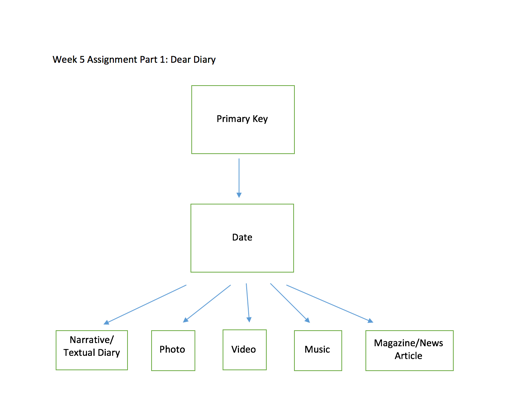 Week 5 Assignment Part 1: Dear Diary
Primary Key
Date
Narrative/
Textual Diary
Photo
Video
Music
Magazine/News
Article